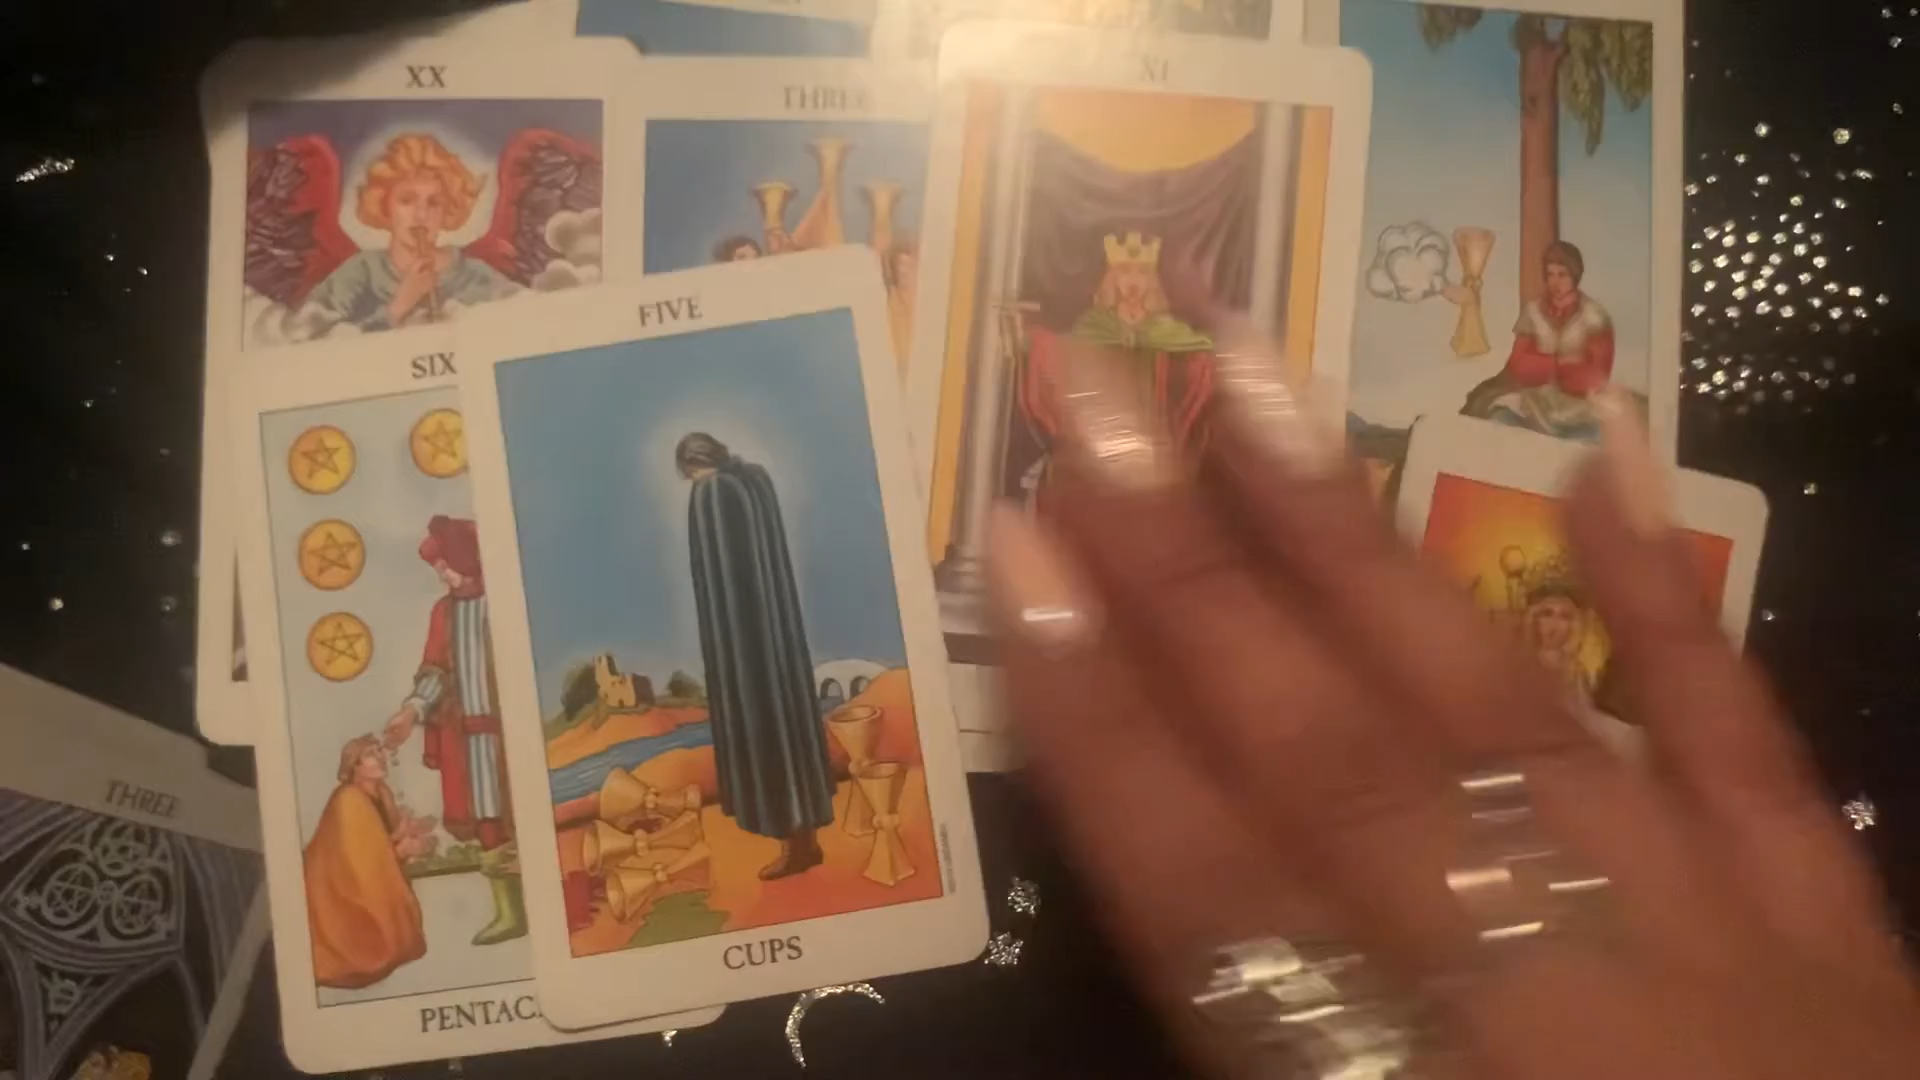 XX
THREE
XI
SIX
FIVE
THREE
CUPS
PENTAC